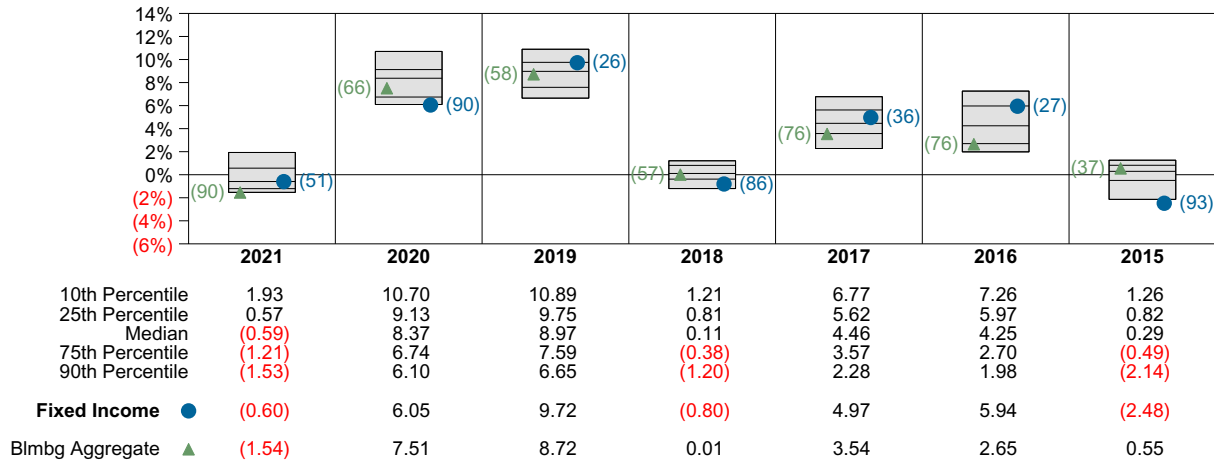 14%
12%
10%
8%
6%
4%
2%
0%
(2%)
(4%)
(6%)
(90) (51)
(66) (90)
(58) (26)
(57) (86)
(76) (36)
(76) (27)
(37) (93)
2021 2020 2019 2018 2017 2016 2015
10th Percentile 1.93 10.70 10.89 1.21 6.77 7.26 1.26
25th Percentile 0.57 9.13 9.75 0.81 5.62 5.97 0.82
Median (0.59) 8.37 8.97 0.11 4.46 4.25 0.29
75th Percentile (1.21) 6.74 7.59 (0.38) 3.57 2.70 (0.49)
90th Percentile (1.53) 6.10 6.65 (1.20) 2.28 1.98 (2.14)
Fixed Income (0.60) 6.05 9.72 (0.80) 4.97 5.94 (2.48)
Blmbg Aggregate (1.54) 7.51 8.72 0.01 3.54 2.65 0.55